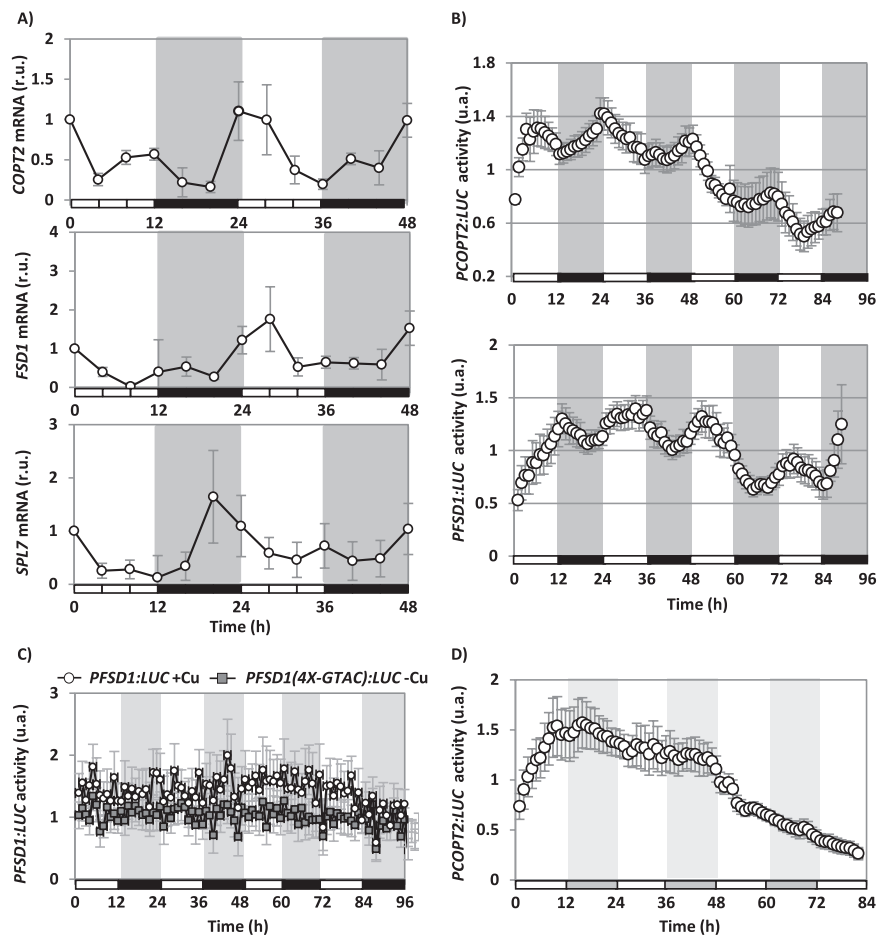 A)
COPT2 mRNA (r.u.)
2
1.5
1
0.5
0
0 12 24 36 48
FSD1 mRNA (r.u.)
4
3
2
1
0
0 12 24 36 48
SPL7 mRNA (r.u.)
3
2
1
0
0 12 24 36 48
Time (h)
B)
PCOPT2:LUC activity (u.a.)
1.8
1.4
1
0.6
0.2
0 12 24 36 48 60 72 84 96
PFSD1:LUC activity (u.a.)
2
1.5
1
0.5
0
0 12 24 36 48 60 72 84 96
Time (h)
C)
PFSD1:LUC +Cu PFSD1(4X-GTAC):LUC -Cu
PFSD1:LUC activity (u.a.)
3
2
1
0
0 12 24 36 48 60 72 84 96
Time (h)
D)
PCOPT2:LUC activity (u.a.)
2
1.5
1
0.5
0
0 12 24 36 48 60 72 84
Time (h)